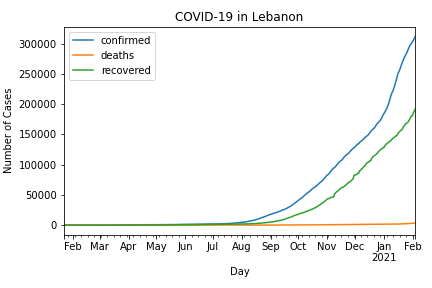 COVID-19 in Lebanon
confirmed
deaths
recovered
Number of Cases
300000
250000
200000
150000
100000
50000
0
Feb Mar Apr May Jun Jul Aug Sep Oct Nov Dec Jan Feb
2021
Day